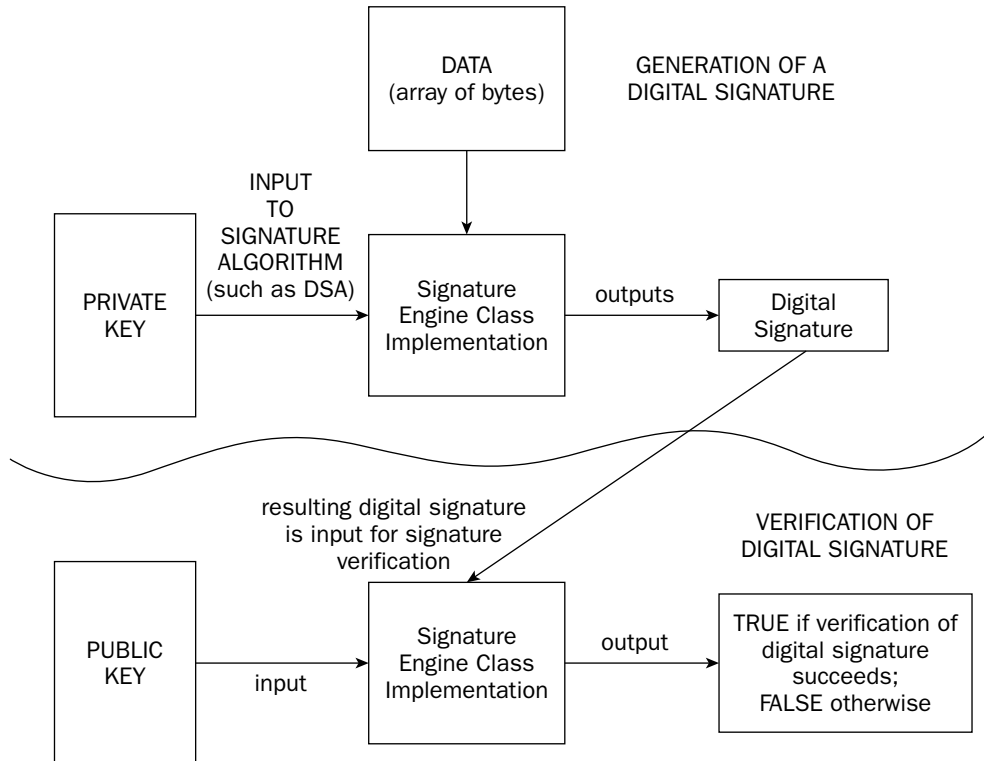 DATA
(array of bytes)
GENERATION OF A
DIGITAL SIGNATURE
INPUT
TO
SIGNATURE
ALGORITHM
(such as DSA)
PRIVATE
KEY
Signature
Engine Class
Implementation
outputs
Digital
Signature
resulting digital signature
is input for signature
verification
VERIFICATION OF
DIGITAL SIGNATURE
PUBLIC
KEY
input
Signature
Engine Class
Implementation
output
TRUE if verification of
digital signature
succeeds;
FALSE otherwise